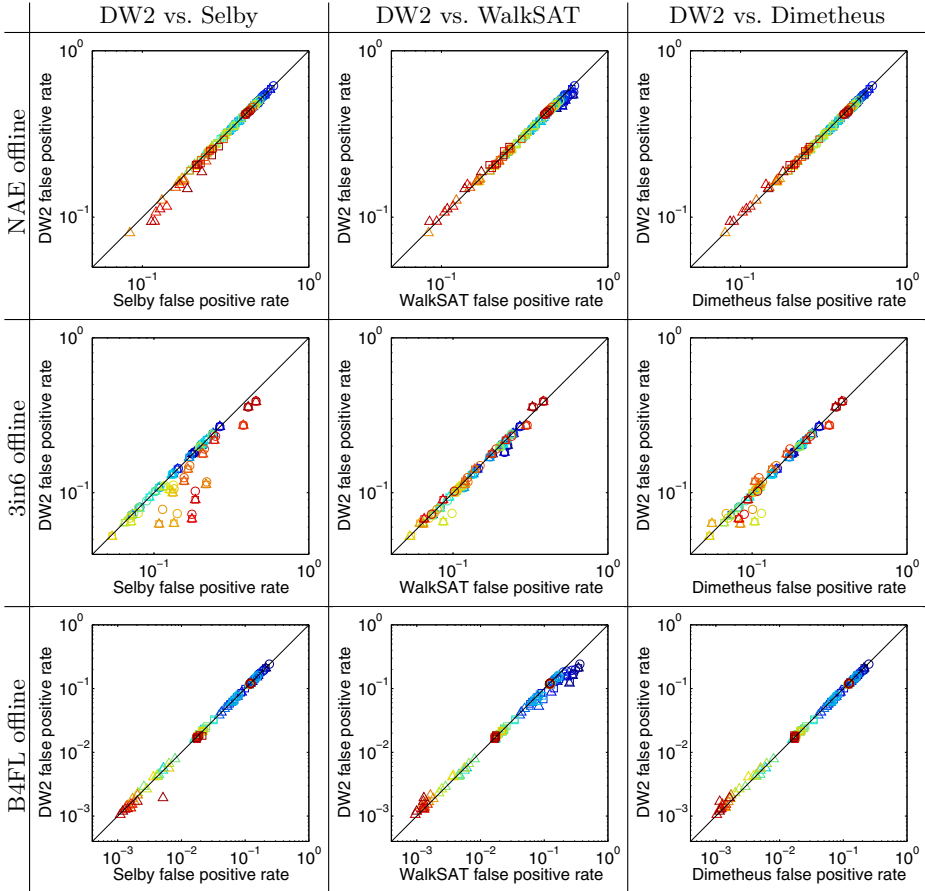 DW2 vs. Selby DW2 vs. WalkSAT DW2 vs. Dimetheus
NAE offline
10^0 10^0 10^0
DW2 false positive rate DW2 false positive rate DW2 false positive rate
10^-1 10^-1 10^-1
10^-1 10^0 10^-1 10^0 10^-1 10^0
Selby false positive rate WalkSAT false positive rate Dimetheus false positive rate
3in6 offline
10^0 10^0 10^0
DW2 false positive rate DW2 false positive rate DW2 false positive rate
10^-1 10^-1 10^-1
10^-1 10^0 10^-1 10^0 10^-1 10^0
Selby false positive rate WalkSAT false positive rate Dimetheus false positive rate
B4FL offline
10^0 10^0 10^0
DW2 false positive rate DW2 false positive rate DW2 false positive rate
10^-1 10^-1 10^-1
10^-2 10^-2 10^-2
10^-3 10^-3 10^-3
10^-3 10^-2 10^-1 10^0 10^-3 10^-2 10^-1 10^0 10^-3 10^-2 10^-1 10^0
Selby false positive rate WalkSAT false positive rate Dimetheus false positive rate